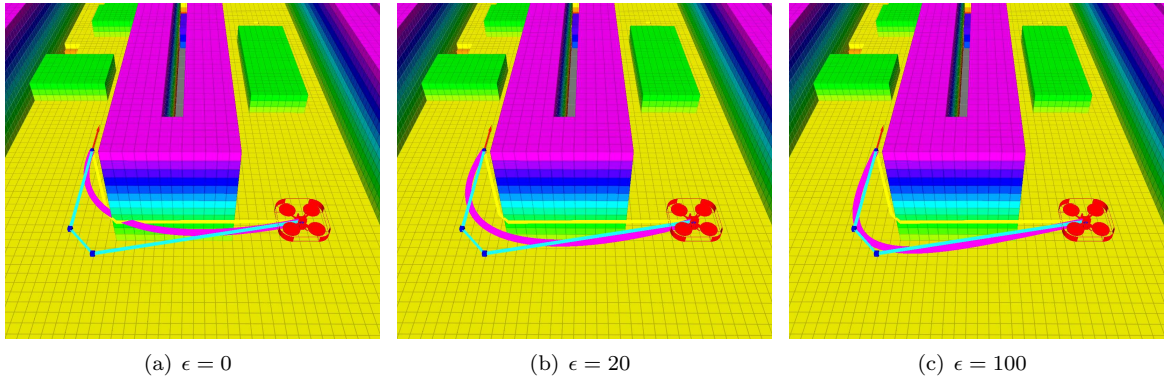 (a) ϵ = 0
(b) ϵ = 20
(c) ϵ = 100